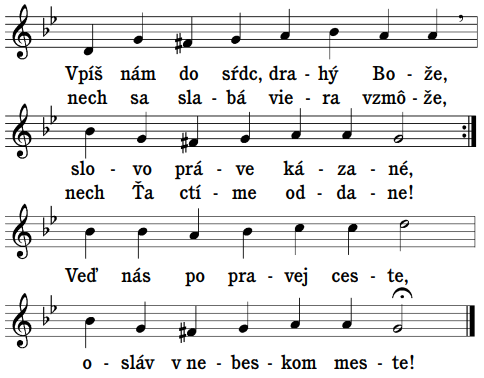 Vpíš nám do sŕdc, dra - hý Bo - že,
nech sa sla - bá vie - ra vzmô - že,
slo - vo prá - ve ká - za - né,
nech Ťa ctí - me od - da - ne!
Veď nás po pra - vej ces - te,
o - sláv v ne - bes - kom mes - te!